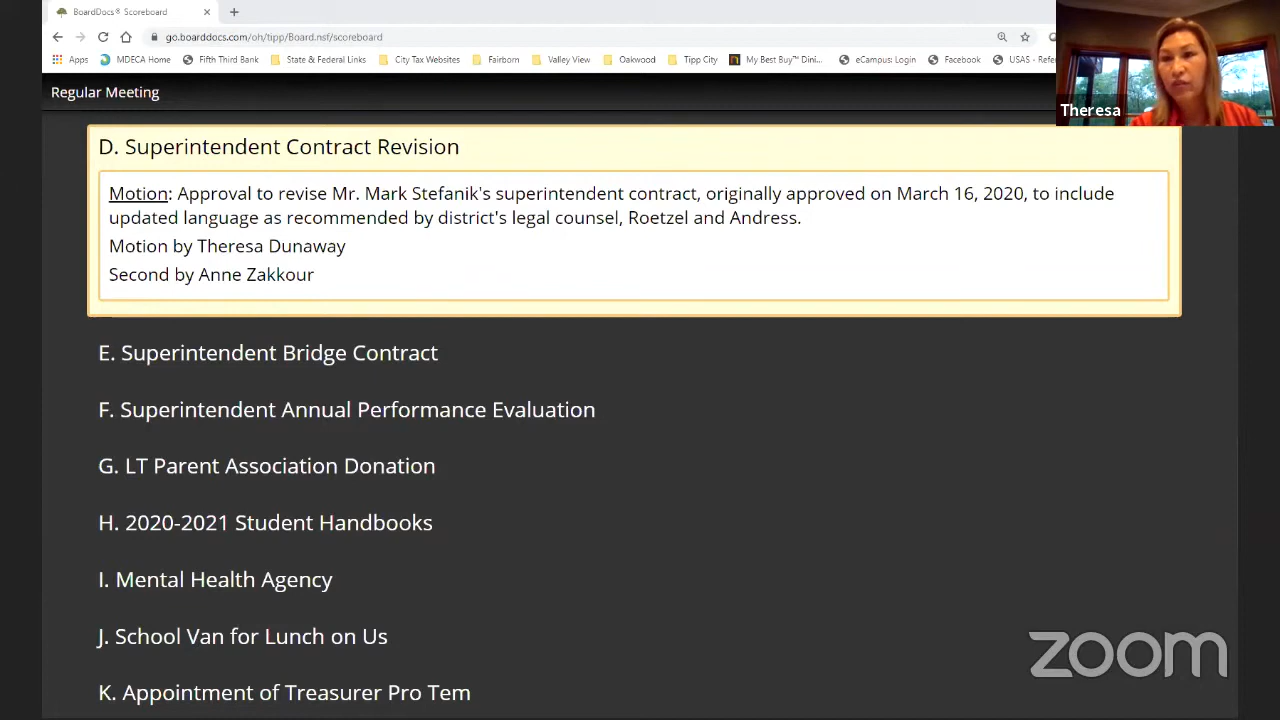 BoardDocs® Scoreboard
go.boarddocs.com/oh/tipp/Board.nsf/scoreboard
Apps MDECA Home Fifth Third Bank State & Federal Links City Tax Websites Fairborn Valley View Oakwood Tipp City My Best Buy™ Dini... eCampus: Login Facebook USAS - Refer
Regular Meeting
Theresa
D. Superintendent Contract Revision
Motion: Approval to revise Mr. Mark Stefanik's superintendent contract, originally approved on March 16, 2020, to include
updated language as recommended by district's legal counsel, Roetzel and Andress.
Motion by Theresa Dunaway
Second by Anne Zakkour
E. Superintendent Bridge Contract
F. Superintendent Annual Performance Evaluation
G. LT Parent Association Donation
H. 2020-2021 Student Handbooks
I. Mental Health Agency
J. School Van for Lunch on Us
K. Appointment of Treasurer Pro Tem
zoom